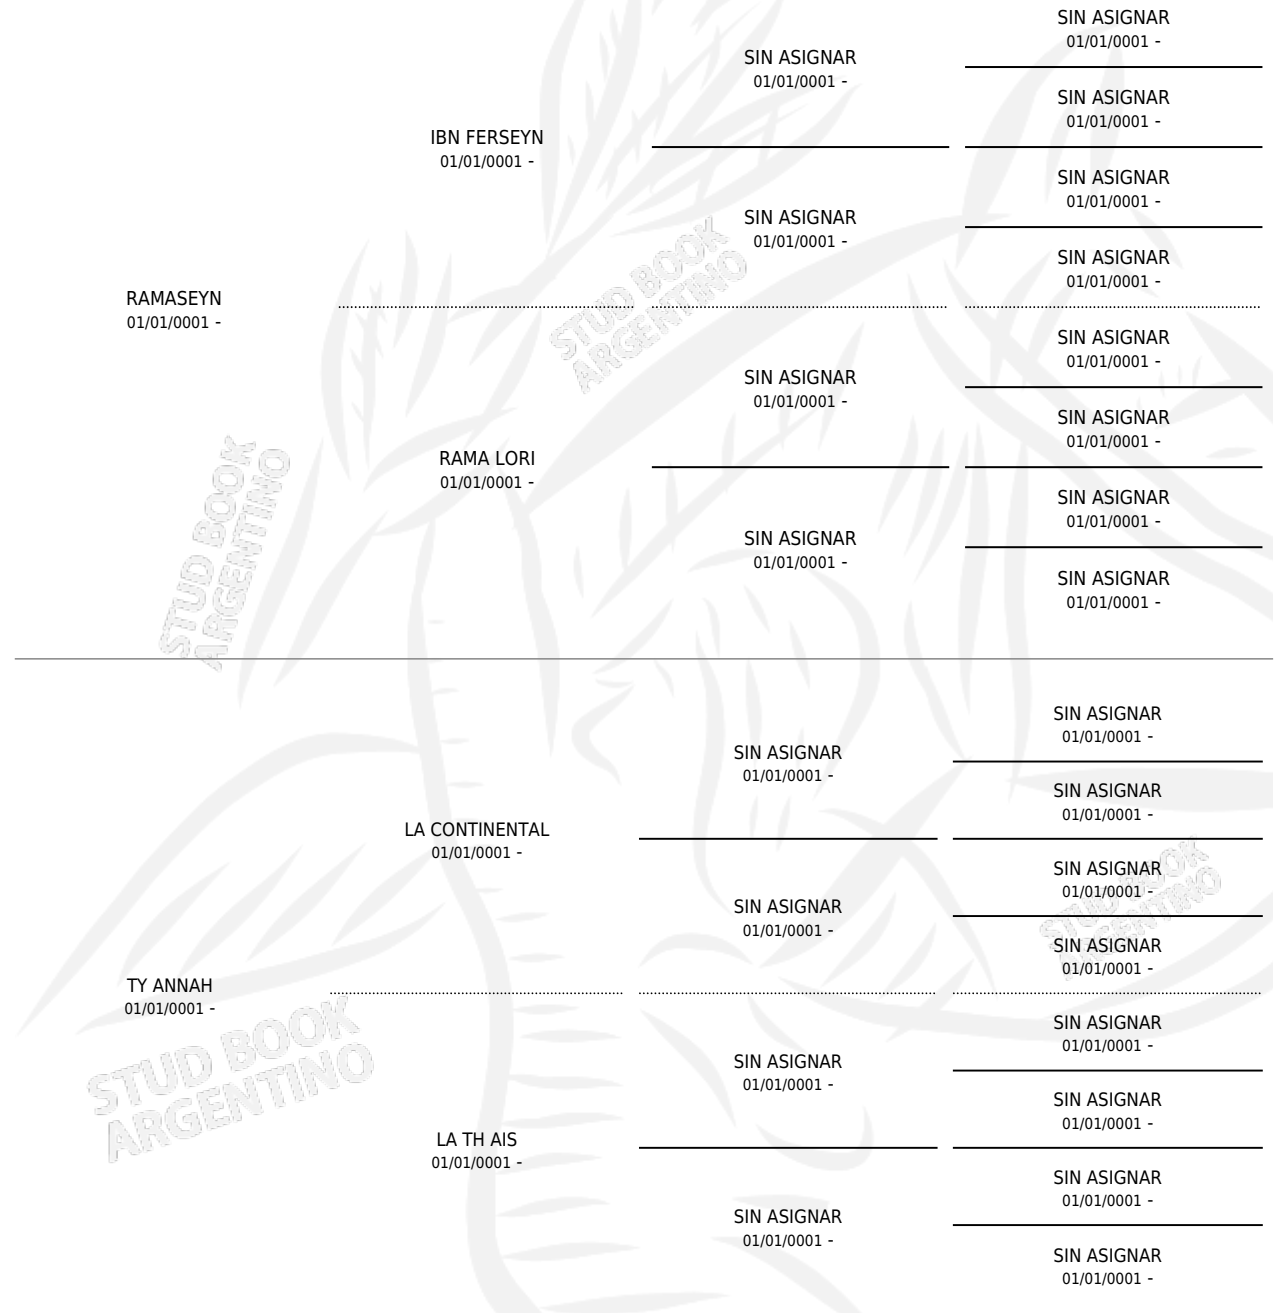 SIN ASIGNAR
01/01/0001 -
SIN ASIGNAR
01/01/0001 -
SIN ASIGNAR
01/01/0001 -
IBN FERSEYN
01/01/0001 -
SIN ASIGNAR
01/01/0001 -
SIN ASIGNAR
01/01/0001 -
SIN ASIGNAR
01/01/0001 -
RAMASEYN
01/01/0001 -
STUD BOOK
ARGENTINO
SIN ASIGNAR
01/01/0001 -
SIN ASIGNAR
01/01/0001 -
SIN ASIGNAR
01/01/0001 -
RAMA LORI
01/01/0001 -
STUD BOOK
ARGENTINO
SIN ASIGNAR
01/01/0001 -
SIN ASIGNAR
01/01/0001 -
SIN ASIGNAR
01/01/0001 -
SIN ASIGNAR
01/01/0001 -
SIN ASIGNAR
01/01/0001 -
SIN ASIGNAR
01/01/0001 -
LA CONTINENTAL
01/01/0001 -
SIN ASIGNAR
01/01/0001 -
STUD BOOK
ARGENTINO
SIN ASIGNAR
01/01/0001 -
SIN ASIGNAR
01/01/0001 -
TY ANNAH
01/01/0001 -
STUD BOOK
ARGENTINO
SIN ASIGNAR
01/01/0001 -
SIN ASIGNAR
01/01/0001 -
SIN ASIGNAR
01/01/0001 -
LA TH AIS
01/01/0001 -
SIN ASIGNAR
01/01/0001 -
SIN ASIGNAR
01/01/0001 -
SIN ASIGNAR
01/01/0001 -